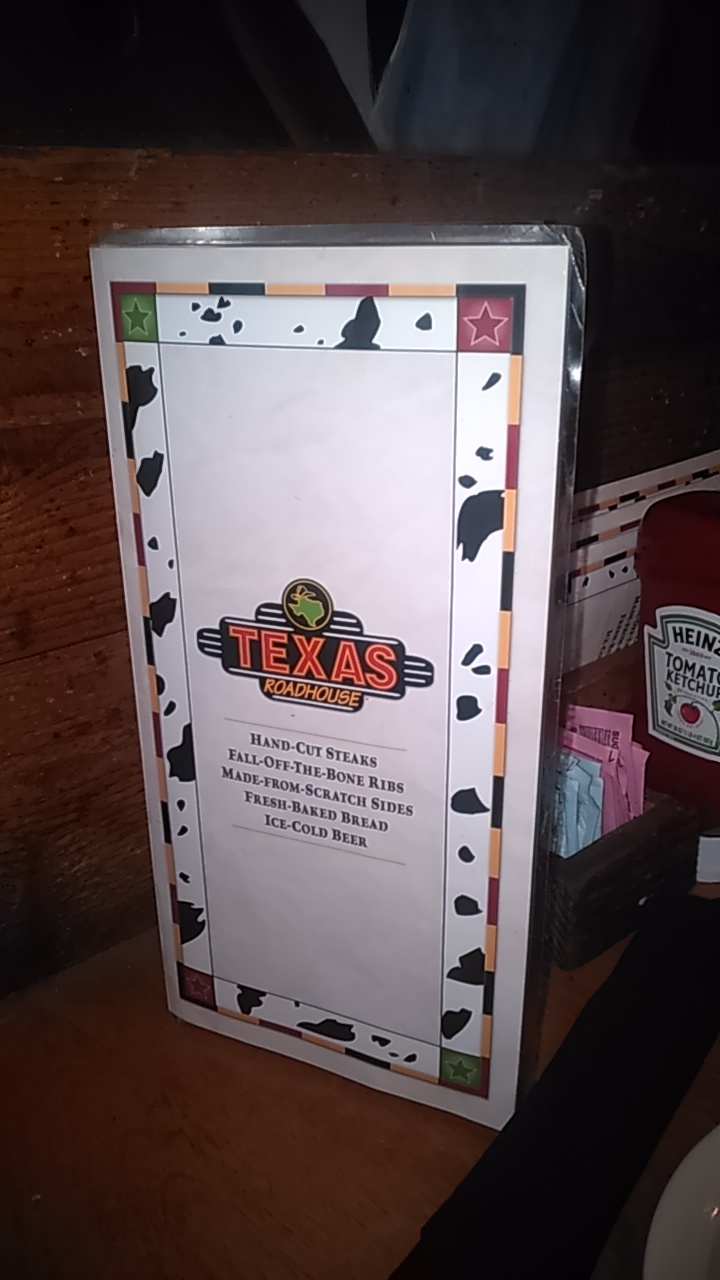 TEXAS
ROADHOUSE
HAND-CUT STEAKS
FALL-OFF-THE-BONE RIBS
MADE-FROM-SCRATCH SIDES
FRESH-BAKED BREAD
ICE-COLD BEER
HEINZ
TOMATO
KETCHUP